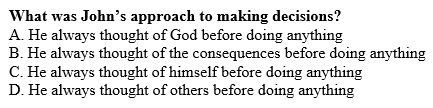 What was John’s approach to making decisions?
A. He always thought of God before doing anything
B. He always thought of the consequences before doing anything
C. He always thought of himself before doing anything
D. He always thought of others before doing anything